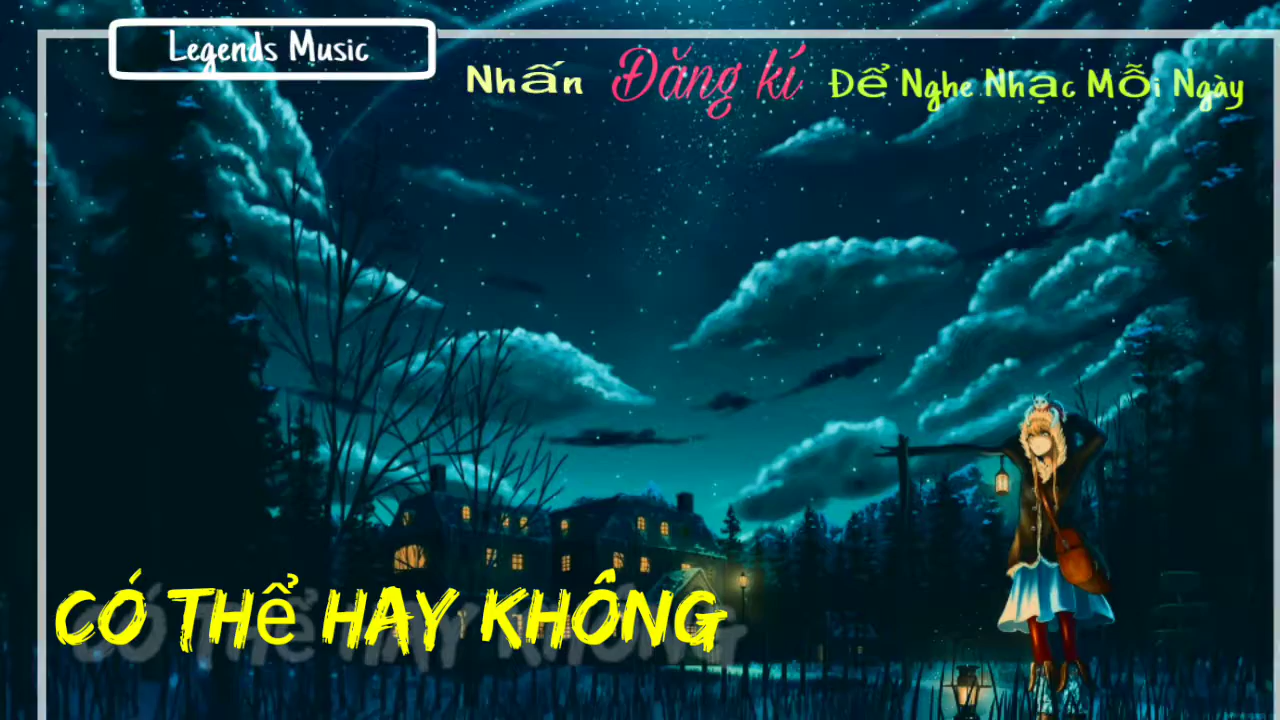 Legends Music
Nhấn Đăng kí Để Nghe Nhạc Mỗi Ngày
CÓ THỂ HAY KHÔNG